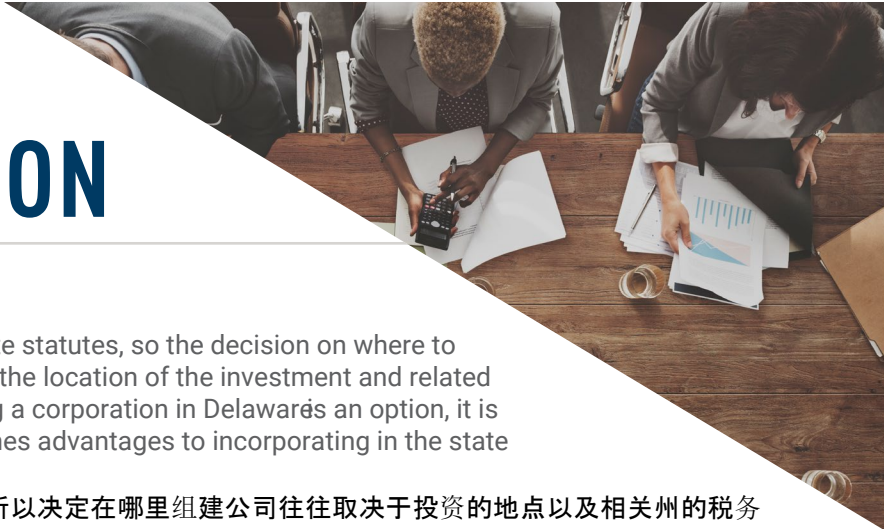 ON
e statutes, so the decision on where to
the location of the investment and related
g a corporation in Delaware is an option, it is
nes advantages to incorporating in the state
所以决定在哪里组建公司往往取决于投资的地点以及相关州的税务